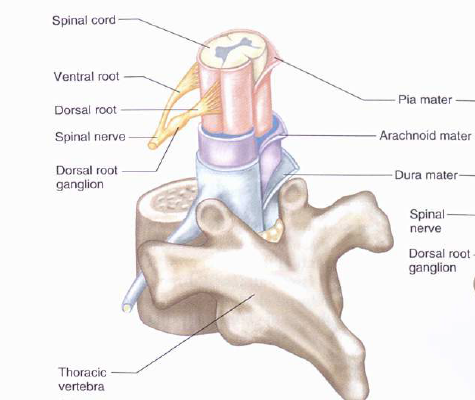 Spinal cord
Ventral root
Dorsal root
Spinal nerve
Dorsal root
ganglion
Thoracic
vertebra
Pia mater
Arachnoid mater
Dura mater
Spinal
nerve
Dorsal root
ganglion